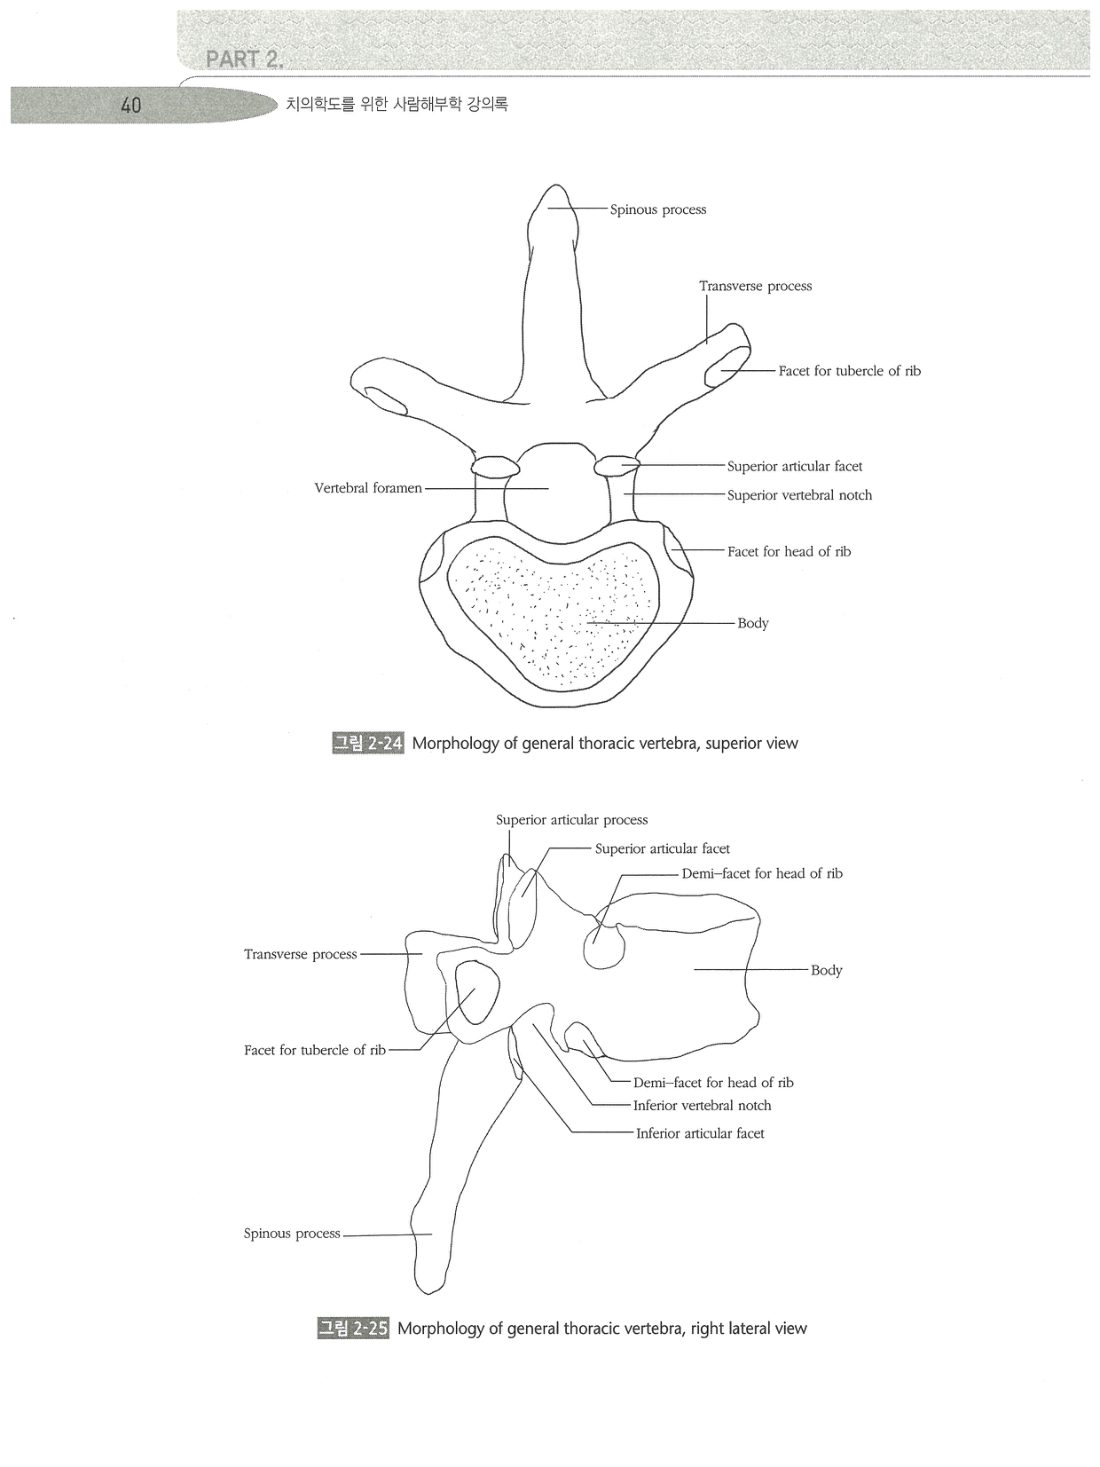 PART 2.
40
치의학도를 위한 사람해부학 강의록
Spinous process
Transverse process
Facet for tubercle of rib
Superior articular facet
Vertebral foramen
Superior vertebral notch
Facet for head of rib
Body
그림 2-24 Morphology of general thoracic vertebra, superior view
Superior articular process
Superior articular facet
Demi-facet for head of rib
Transverse process
Body
Facet for tubercle of rib
Demi-facet for head of rib
Inferior vertebral notch
Inferior articular facet
Spinous process
그림 2-25 Morphology of general thoracic vertebra, right lateral view